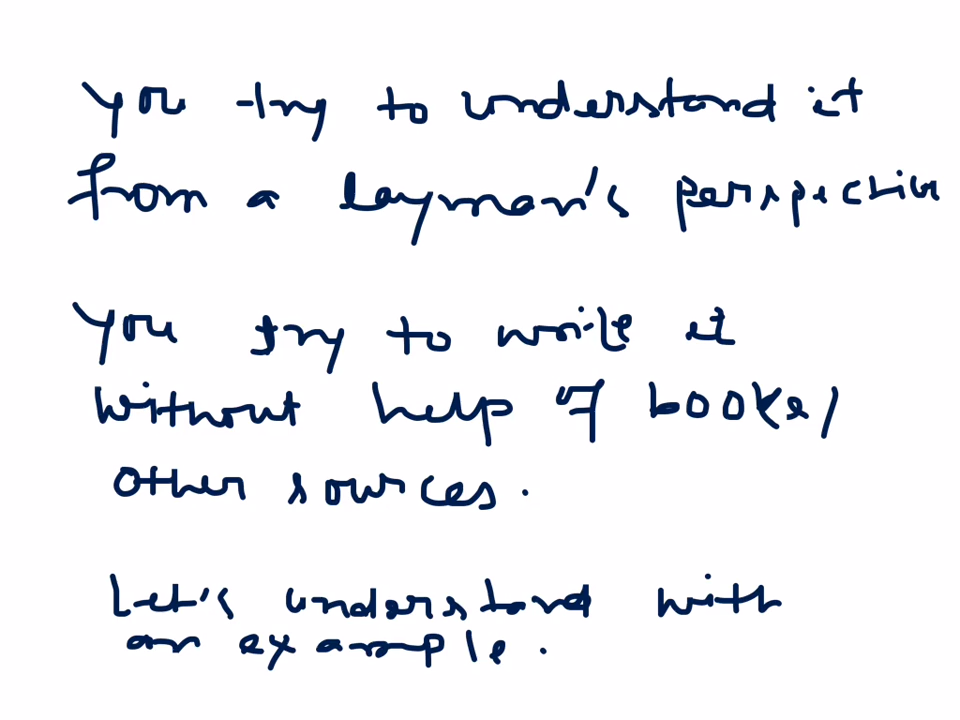 You try to understand it
from a layman's perspective
You try to write it
without help of books/
other sources.
Let's understand with
an example.